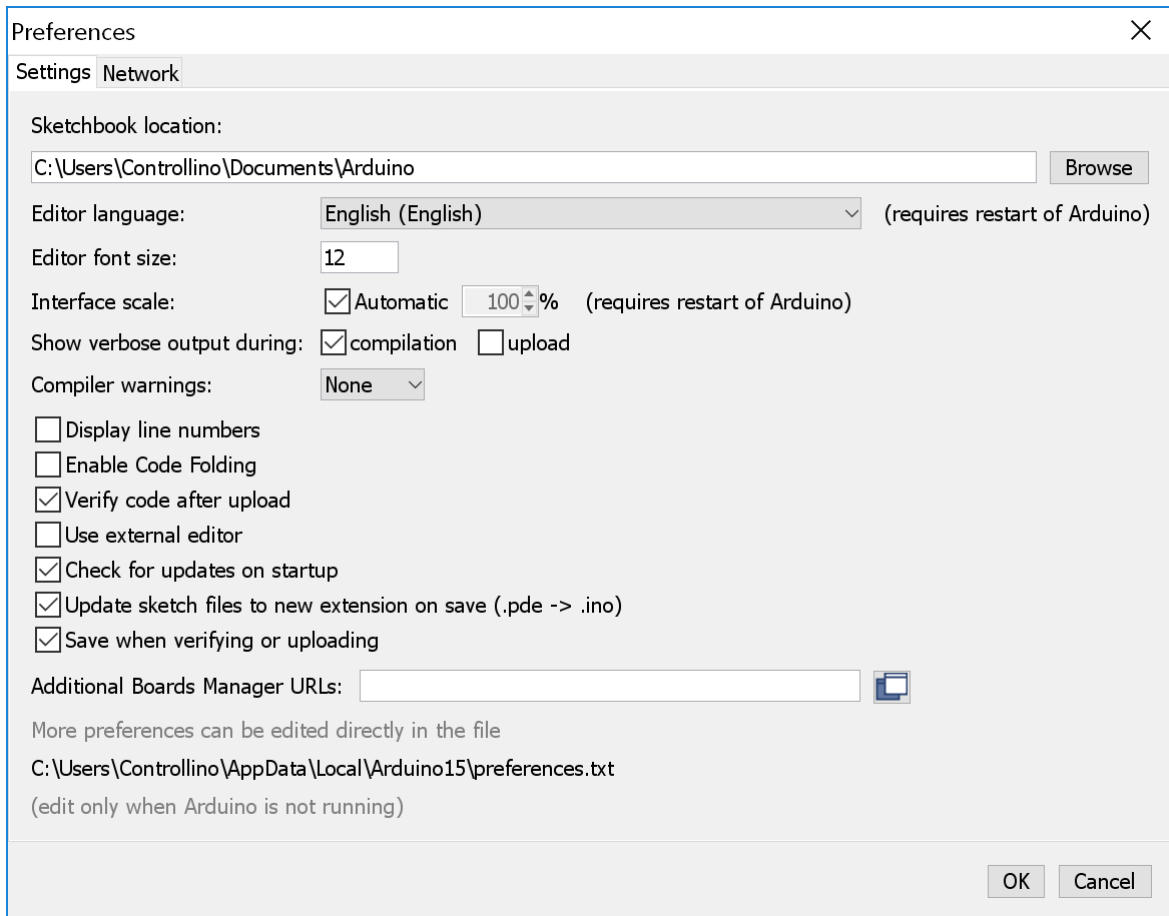 Preferences
Settings Network
Sketchbook location:
C:\Users\Controllino\Documents\Arduino Browse
Editor language: English (English) (requires restart of Arduino)
Editor font size: 12
Interface scale: Automatic 100 % (requires restart of Arduino)
Show verbose output during: compilation upload
Compiler warnings: None
Display line numbers
Enable Code Folding
Verify code after upload
Use external editor
Check for updates on startup
Update sketch files to new extension on save (.pde -> .ino)
Save when verifying or uploading
Additional Boards Manager URLs:
More preferences can be edited directly in the file
C:\Users\Controllino\AppData\Local\Arduino15\preferences.txt
(edit only when Arduino is not running)
OK Cancel